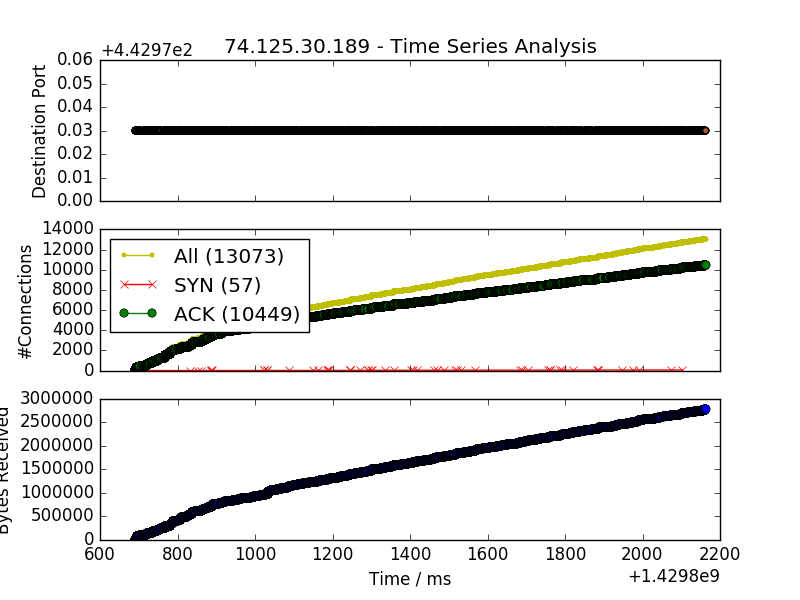 +4.4297e2
74.125.30.189 - Time Series Analysis
Destination Port
0.06
0.05
0.04
0.03
0.02
0.01
0.00
#Connections
14000
12000
10000
8000
6000
4000
2000
0
All (13073)
SYN (57)
ACK (10449)
Bytes Received
3000000
2500000
2000000
1500000
1000000
500000
0
600 800 1000 1200 1400 1600 1800 2000 2200
Time / ms
+1.4298e9